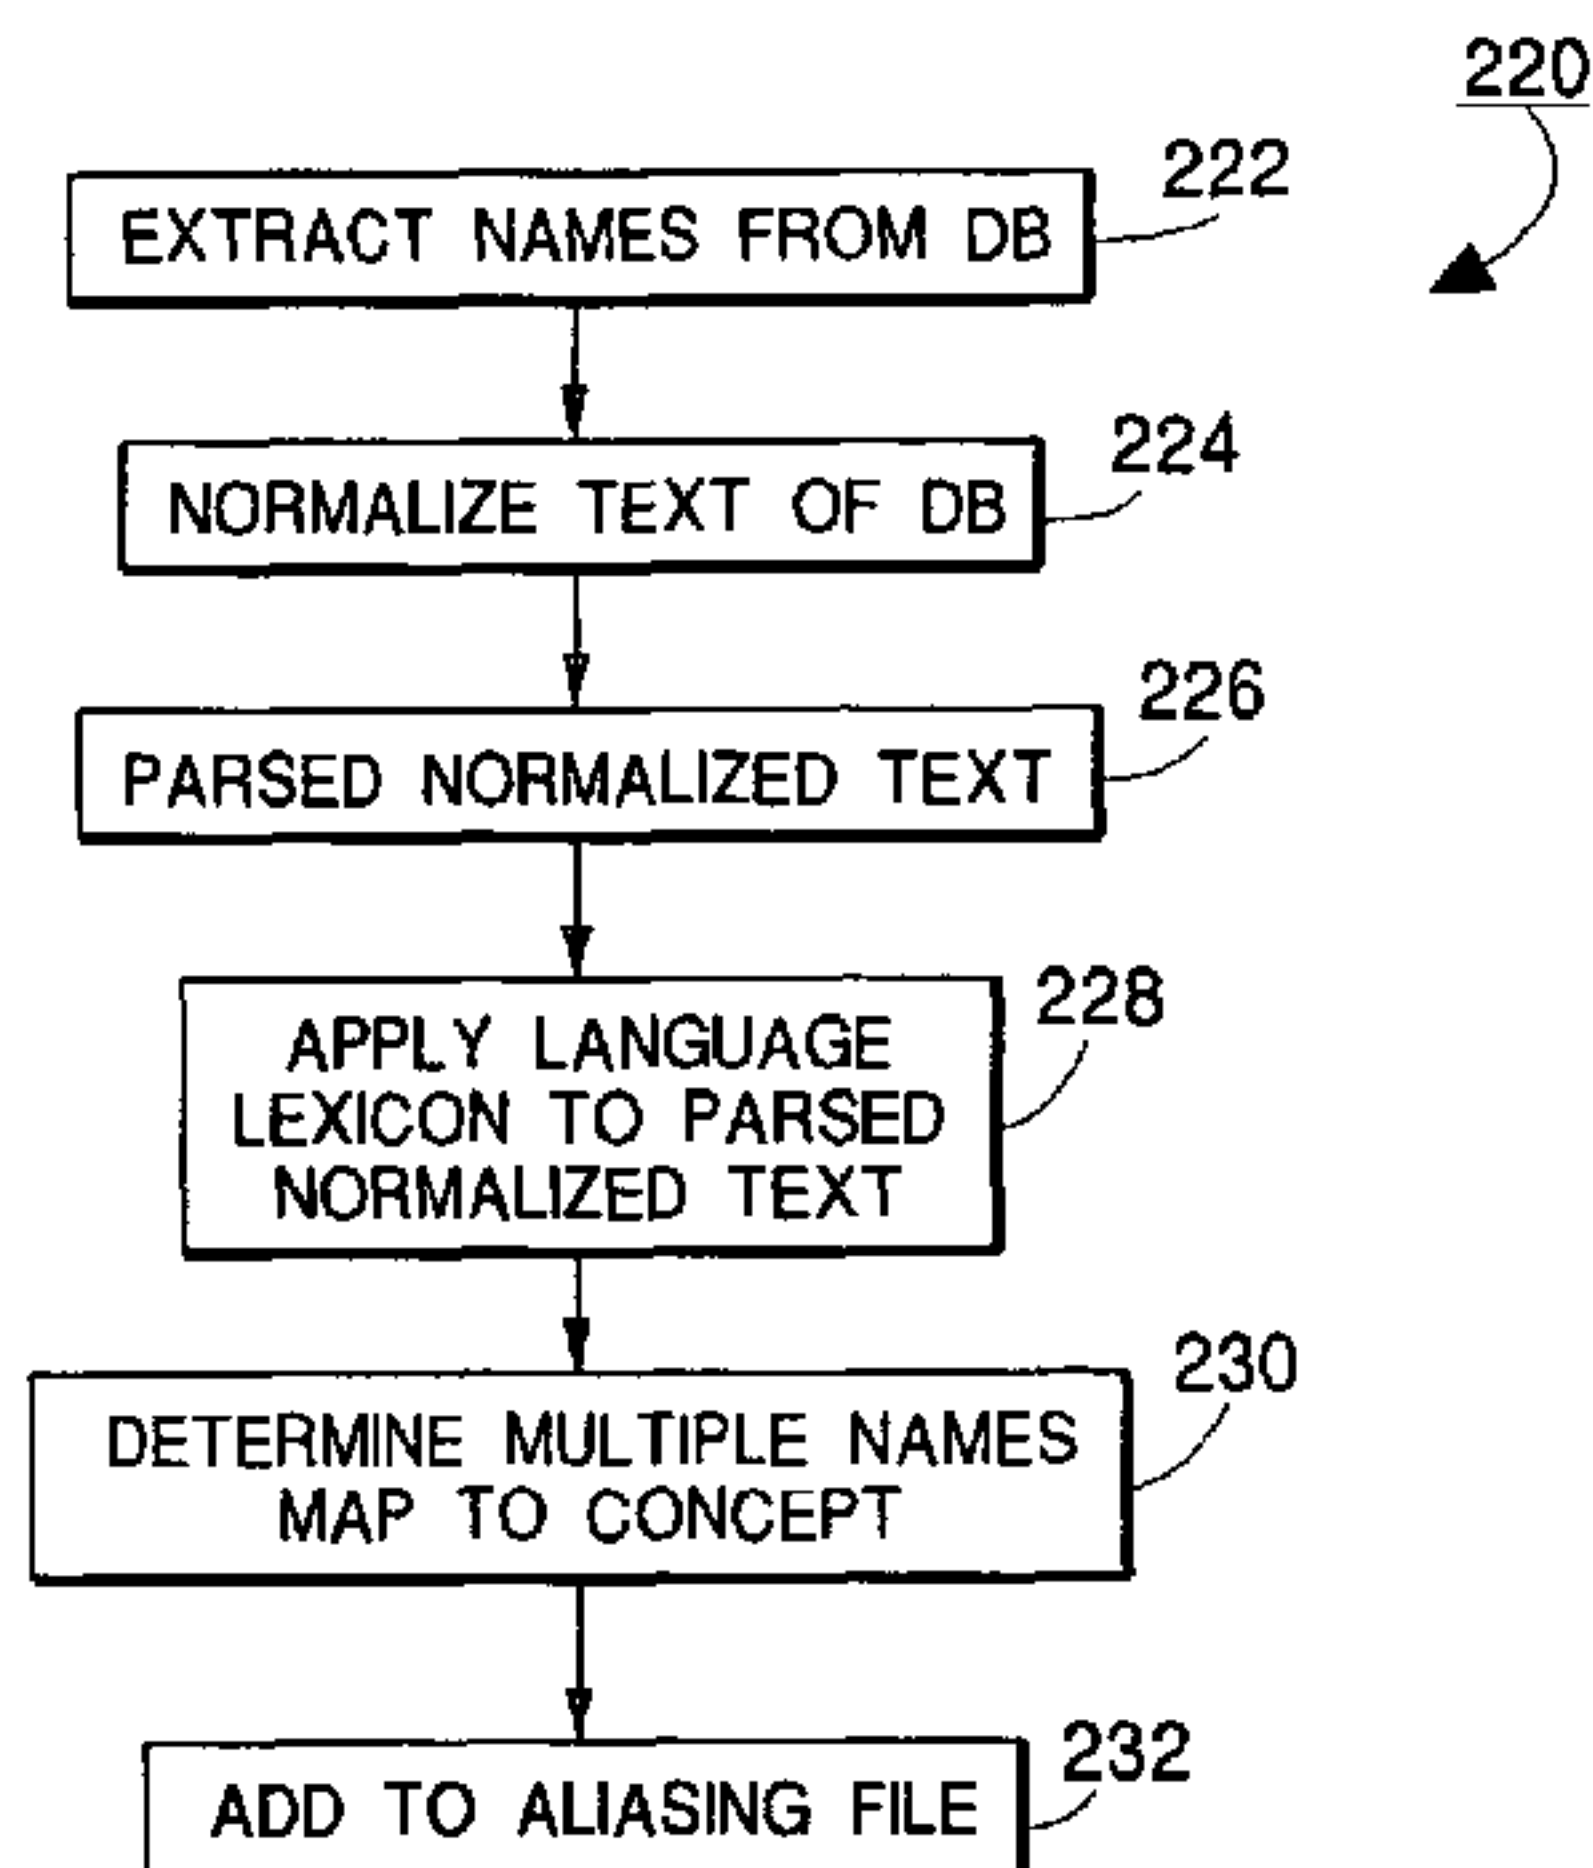 220
222
EXTRACT NAMES FROM DB
224
NORMALIZE TEXT OF DB
226
PARSED NORMALIZED TEXT
228
APPLY LANGUAGE
LEXICON TO PARSED
NORMALIZED TEXT
230
DETERMINE MULTIPLE NAMES
MAP TO CONCEPT
232
ADD TO ALIASING FILE